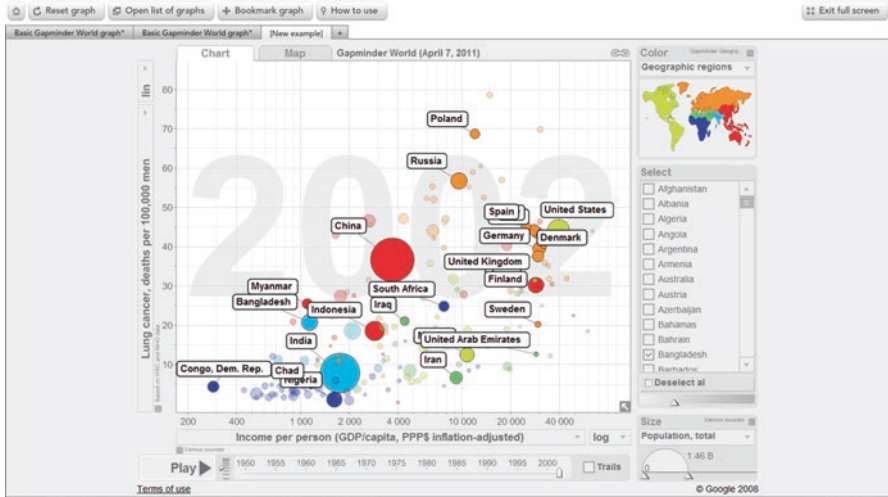 Reset graph
Open list of graphs
Bookmark graph
How to use
Exit full screen
Basic Gapminder World graph*
Basic Gapminder World graph*
[New example]
+
Chart
Map
Gapminder World (April 7, 2011)
lin
Lung cancer, deaths per 100,000 men
80
70
60
50
40
30
20
10
2002
Poland
Russia
Spain
United States
China
Germany
Denmark
United Kingdom
Myanmar
South Africa
Finland
Bangladesh
Indonesia
Iraq
Sweden
India
United Arab Emirates
Iran
Congo, Dem. Rep.
Chad
Nigeria
200
400
1 000
2 000
4 000
10 000
20 000
40 000
Income per person (GDP/capita, PPP$ inflation-adjusted)
log
Various sources
Play
1950 1955 1960 1965 1970 1975 1980 1985 1990 1995 2000
Trails
Terms of use
Color
Geographic regions
Select
Afghanistan
Albania
Algeria
Angola
Argentina
Armenia
Australia
Austria
Azerbaijan
Bahamas
Bahrain
Bangladesh
Barbados
Deselect al
Size
Various sources
Population, total
1.46 B
0
© Google 2008